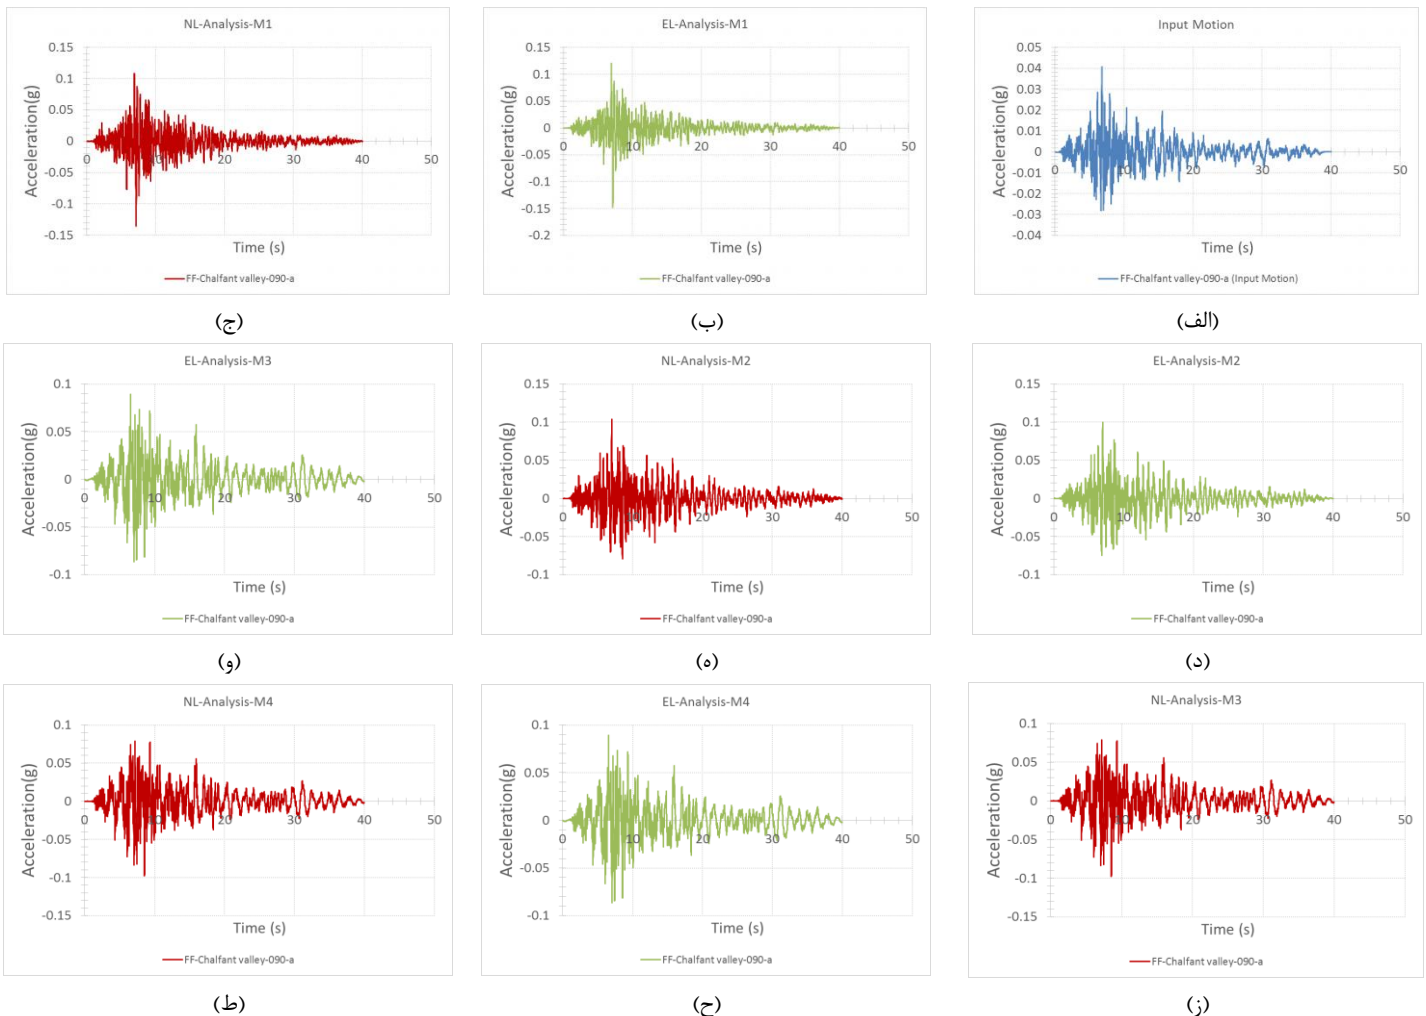 Input Motion
Acceleration(g)
0.05
0.04
0.03
0.02
0.01
0
-0.01
-0.02
-0.03
-0.04
0 10 20 30 40 50
Time (s)
FF-Chalfant valley-090-a (Input Motion)
(الف)
EL-Analysis-M1
Acceleration(g)
0.15
0.1
0.05
0
-0.05
-0.1
-0.15
-0.2
0 10 20 30 40 50
Time (s)
FF-Chalfant valley-090-a
(ب)
NL-Analysis-M1
Acceleration(g)
0.15
0.1
0.05
0
-0.05
-0.1
-0.15
0 10 20 30 40 50
Time (s)
FF-Chalfant valley-090-a
(ج)
EL-Analysis-M2
Acceleration(g)
0.15
0.1
0.05
0
-0.05
-0.1
0 10 20 30 40 50
Time (s)
FF-Chalfant valley-090-a
(د)
NL-Analysis-M2
Acceleration(g)
0.15
0.1
0.05
0
-0.05
-0.1
0 10 20 30 40 50
Time (s)
FF-Chalfant valley-090-a
(ه)
EL-Analysis-M3
Acceleration(g)
0.1
0.05
0
-0.05
-0.1
0 10 20 30 40 50
Time (s)
FF-Chalfant valley-090-a
(و)
NL-Analysis-M3
Acceleration(g)
0.1
0.05
0
-0.05
-0.1
-0.15
0 10 20 30 40 50
Time (s)
FF-Chalfant valley-090-a
(ز)
EL-Analysis-M4
Acceleration(g)
0.1
0.05
0
-0.05
-0.1
0 10 20 30 40 50
Time (s)
FF-Chalfant valley-090-a
(ح)
NL-Analysis-M4
Acceleration(g)
0.1
0.05
0
-0.05
-0.1
-0.15
0 10 20 30 40 50
Time (s)
FF-Chalfant valley-090-a
(ط)